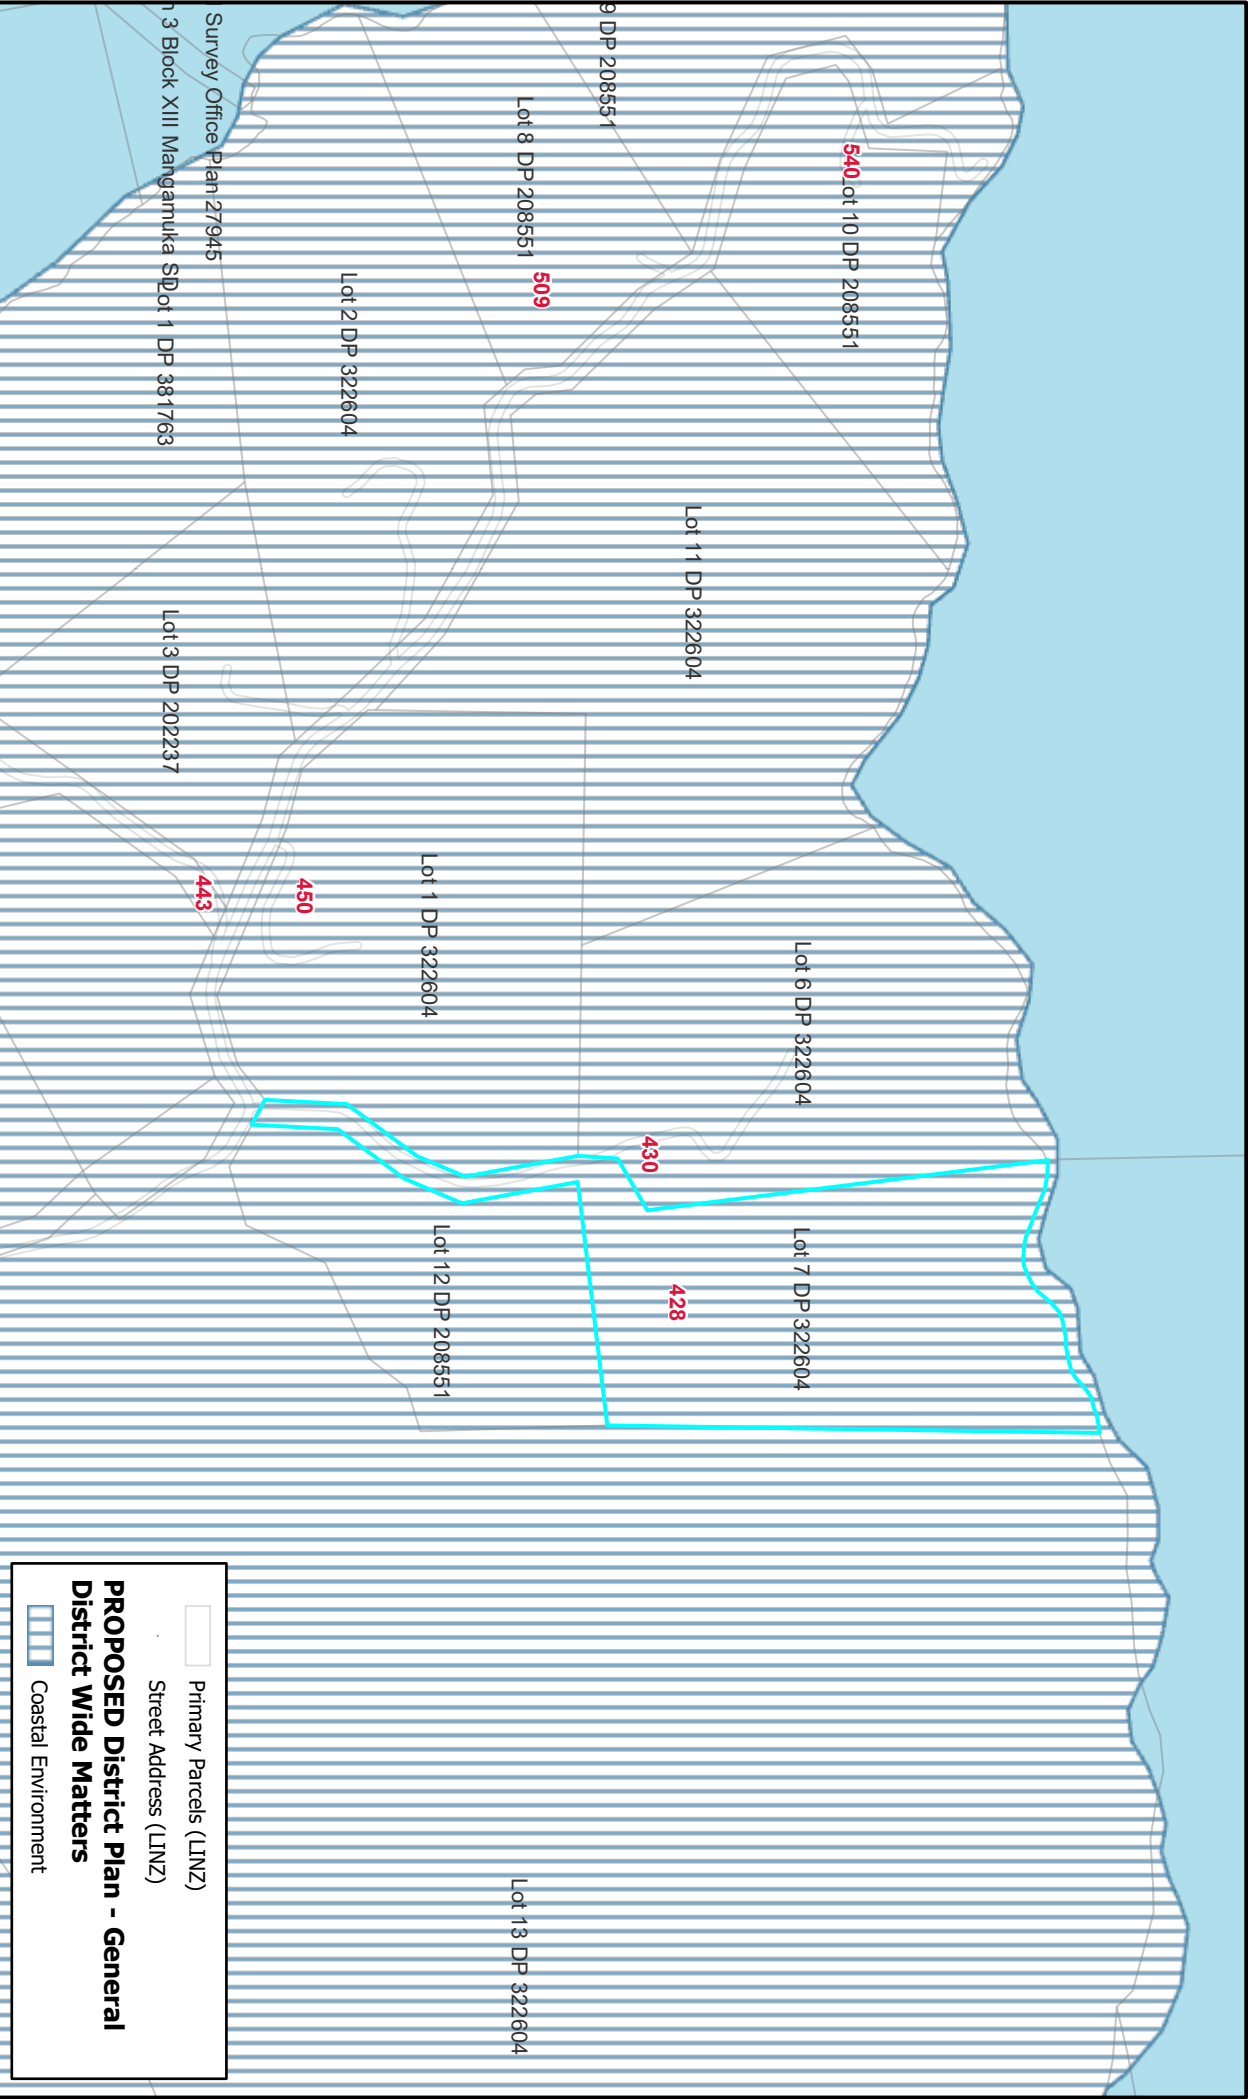 9 DP 208551
540
Lot 10 DP 208551
Lot 8 DP 208551
509
Survey Office Plan 27945
n 3 Block XIII Mangamuka SD
Lot 1 DP 381763
Lot 2 DP 322604
Lot 11 DP 322604
Lot 3 DP 202237
443
450
Lot 1 DP 322604
Lot 6 DP 322604
430
Lot 7 DP 322604
428
Lot 12 DP 208551
Lot 13 DP 322604
Primary Parcels (LINZ)
Street Address (LINZ)
PROPOSED District Plan - General
District Wide Matters
Coastal Environment